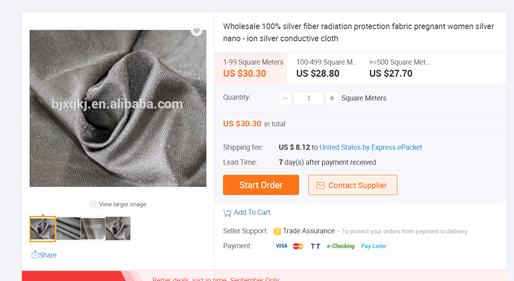 Wholesale 100% silver fiber radiation protection fabric pregnant women silver
nano - ion silver conductive cloth
1-99 Square Meters
US $30.30
100-499 Square M...
US $28.80
>=500 Square Met...
US $27.70
Quantity:
− 1 + Square Meters
US $30.30 in total
Shipping fee: US $ 8.12 to United States by Express ePacket
Lead Time: 7 day(s) after payment received
Start Order
Contact Supplier
Add To Cart
Seller Support: Trade Assurance – To protect your orders from payment to delivery
Payment: VISA TT e-Checking Pay Later
bjxqkj.en.alibaba.com
View larger image
Share
Better deals, just in time. September Only